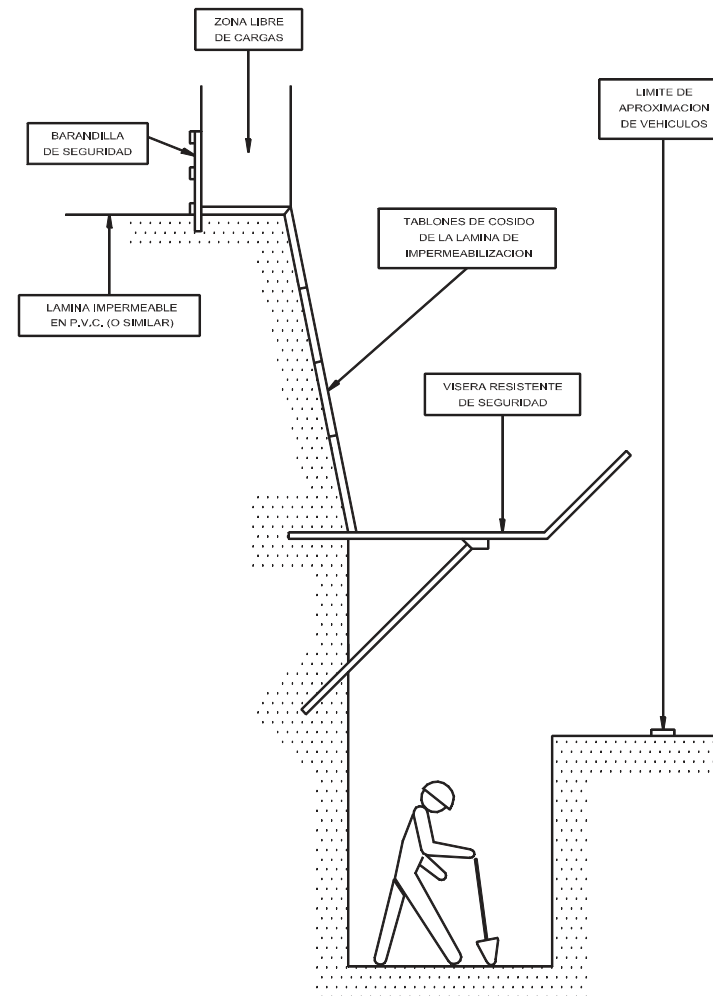 ZONA LIBRE
DE CARGAS
LIMITE DE
APROXIMACION
DE VEHICULOS
BARANDILLA
DE SEGURIDAD
TABLONES DE COSIDO
DE LA LAMINA DE
IMPERMEABILIZACION
LAMINA IMPERMEABLE
EN P.V.C. (O SIMILAR)
VISERA RESISTENTE
DE SEGURIDAD